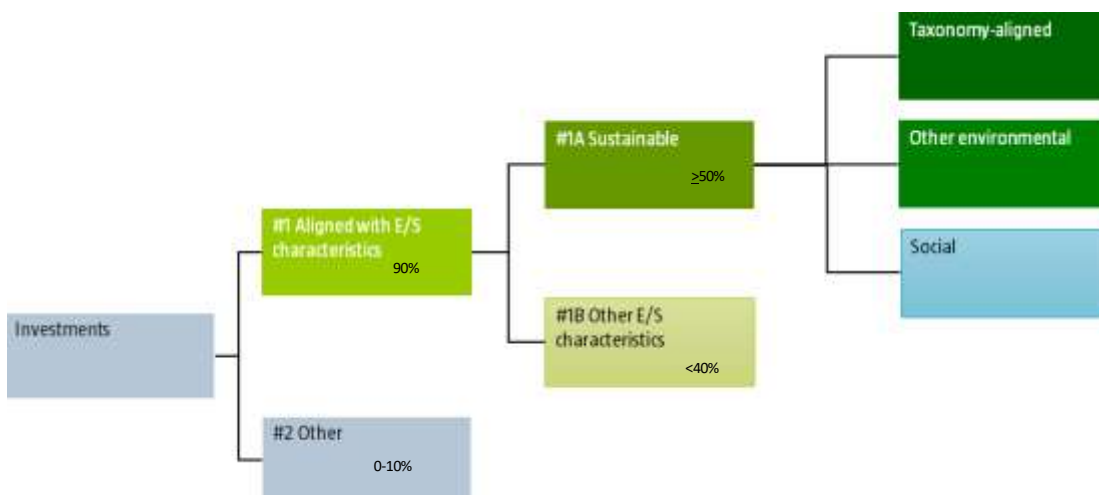 Taxonomy-aligned
#1A Sustainable
≥50%
Other environmental
#1 Aligned with E/S
characteristics
90%
Social
Investments
#1B Other E/S
characteristics
<40%
#2 Other
0-10%